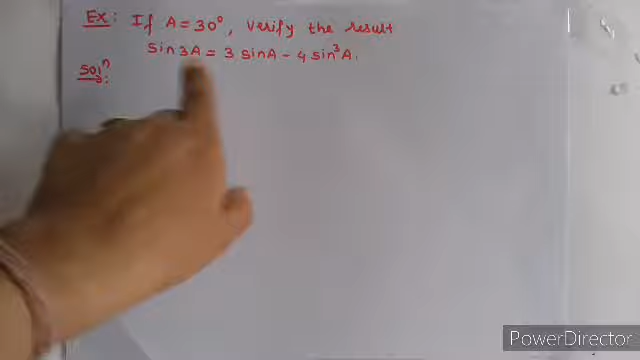 Ex: If A = 30°, Verify the result
Sin 3A = 3 sinA - 4 sin³A.
Solⁿ:
PowerDirector